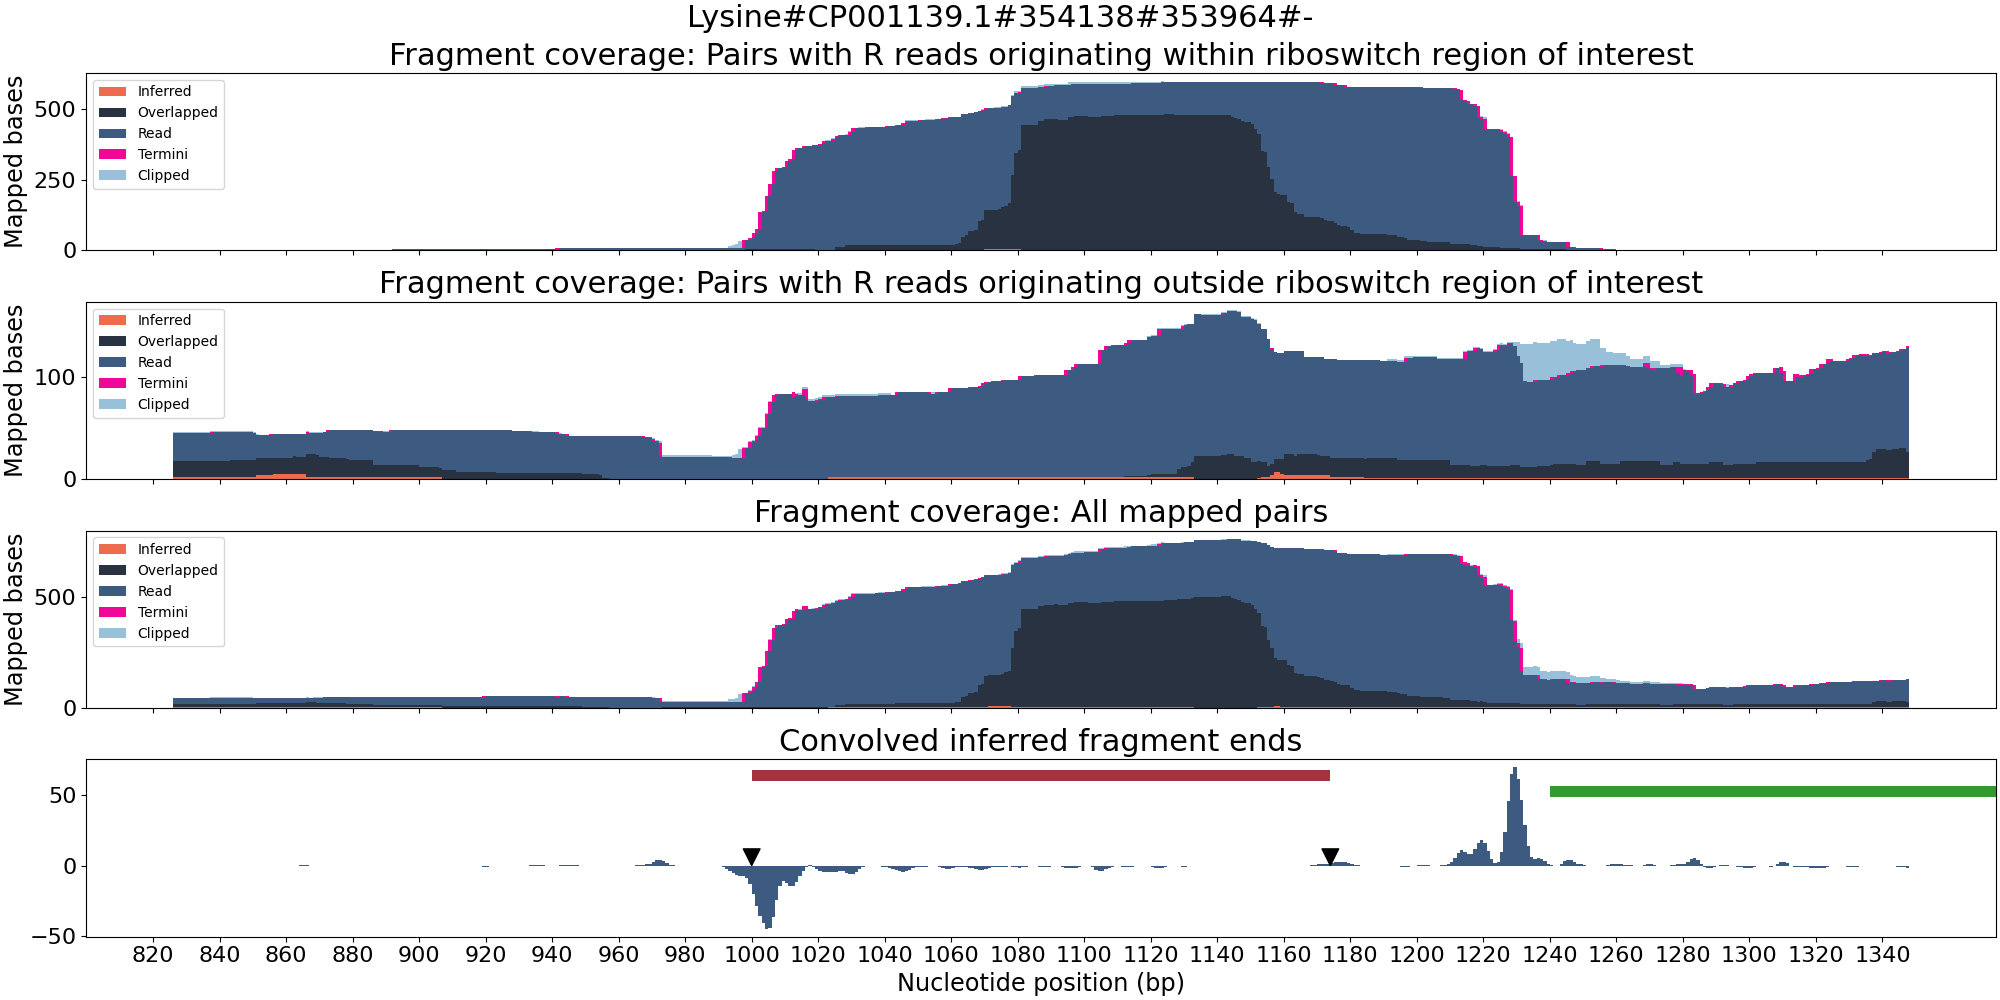 Lysine#CP001139.1#354138#353964#-
Fragment coverage: Pairs with R reads originating within riboswitch region of interest
Mapped bases
500
250
0
Inferred
Overlapped
Read
Termini
Clipped
Fragment coverage: Pairs with R reads originating outside riboswitch region of interest
Mapped bases
100
0
Inferred
Overlapped
Read
Termini
Clipped
Fragment coverage: All mapped pairs
Mapped bases
500
0
Inferred
Overlapped
Read
Termini
Clipped
Convolved inferred fragment ends
50
0
−50
820 840 860 880 900 920 940 960 980 1000 1020 1040 1060 1080 1100 1120 1140 1160 1180 1200 1220 1240 1260 1280 1300 1320 1340
Nucleotide position (bp)